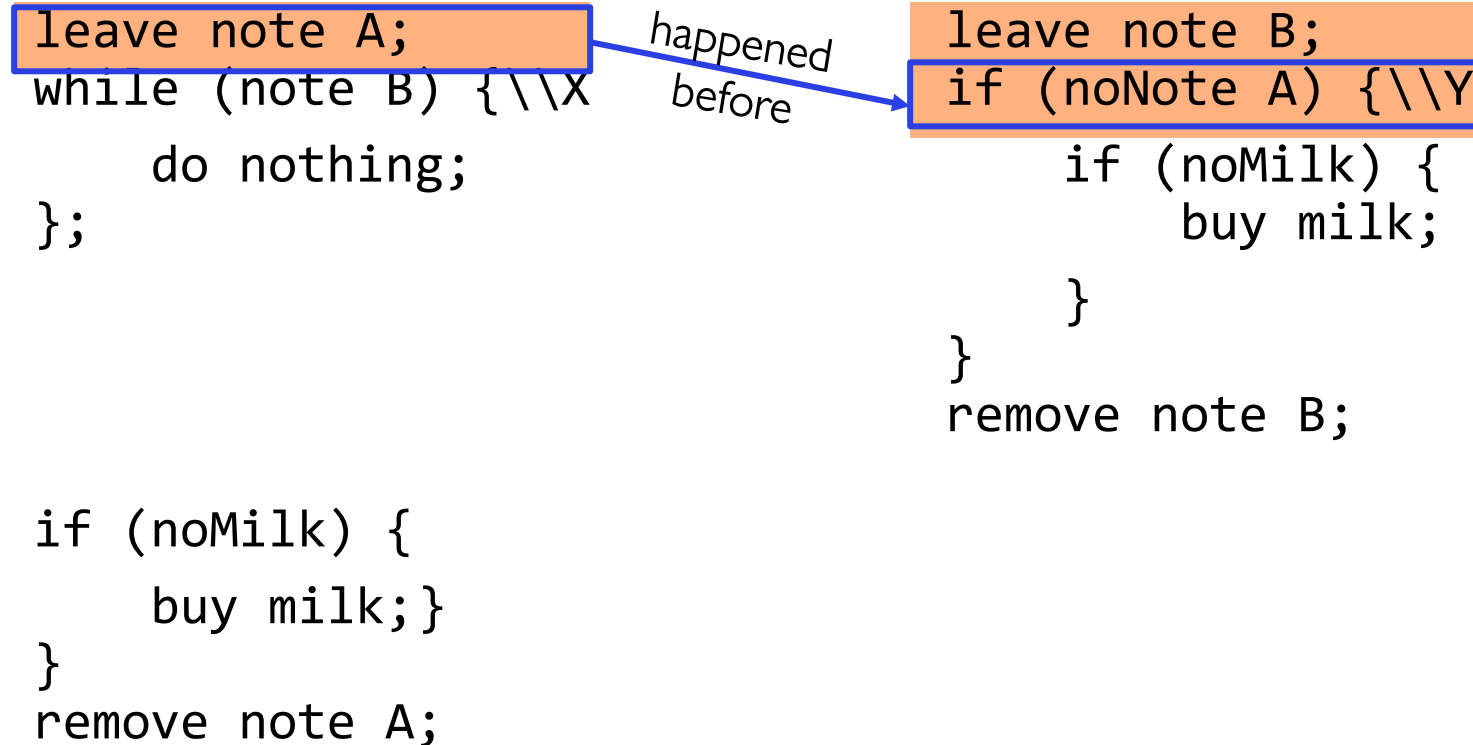 leave note A;
while (note B) {\\X
do nothing;
};
if (noMilk) {
buy milk;}
}
remove note A;
happened
before
leave note B;
if (noNote A) {\\Y
if (noMilk) {
buy milk;
}
}
remove note B;